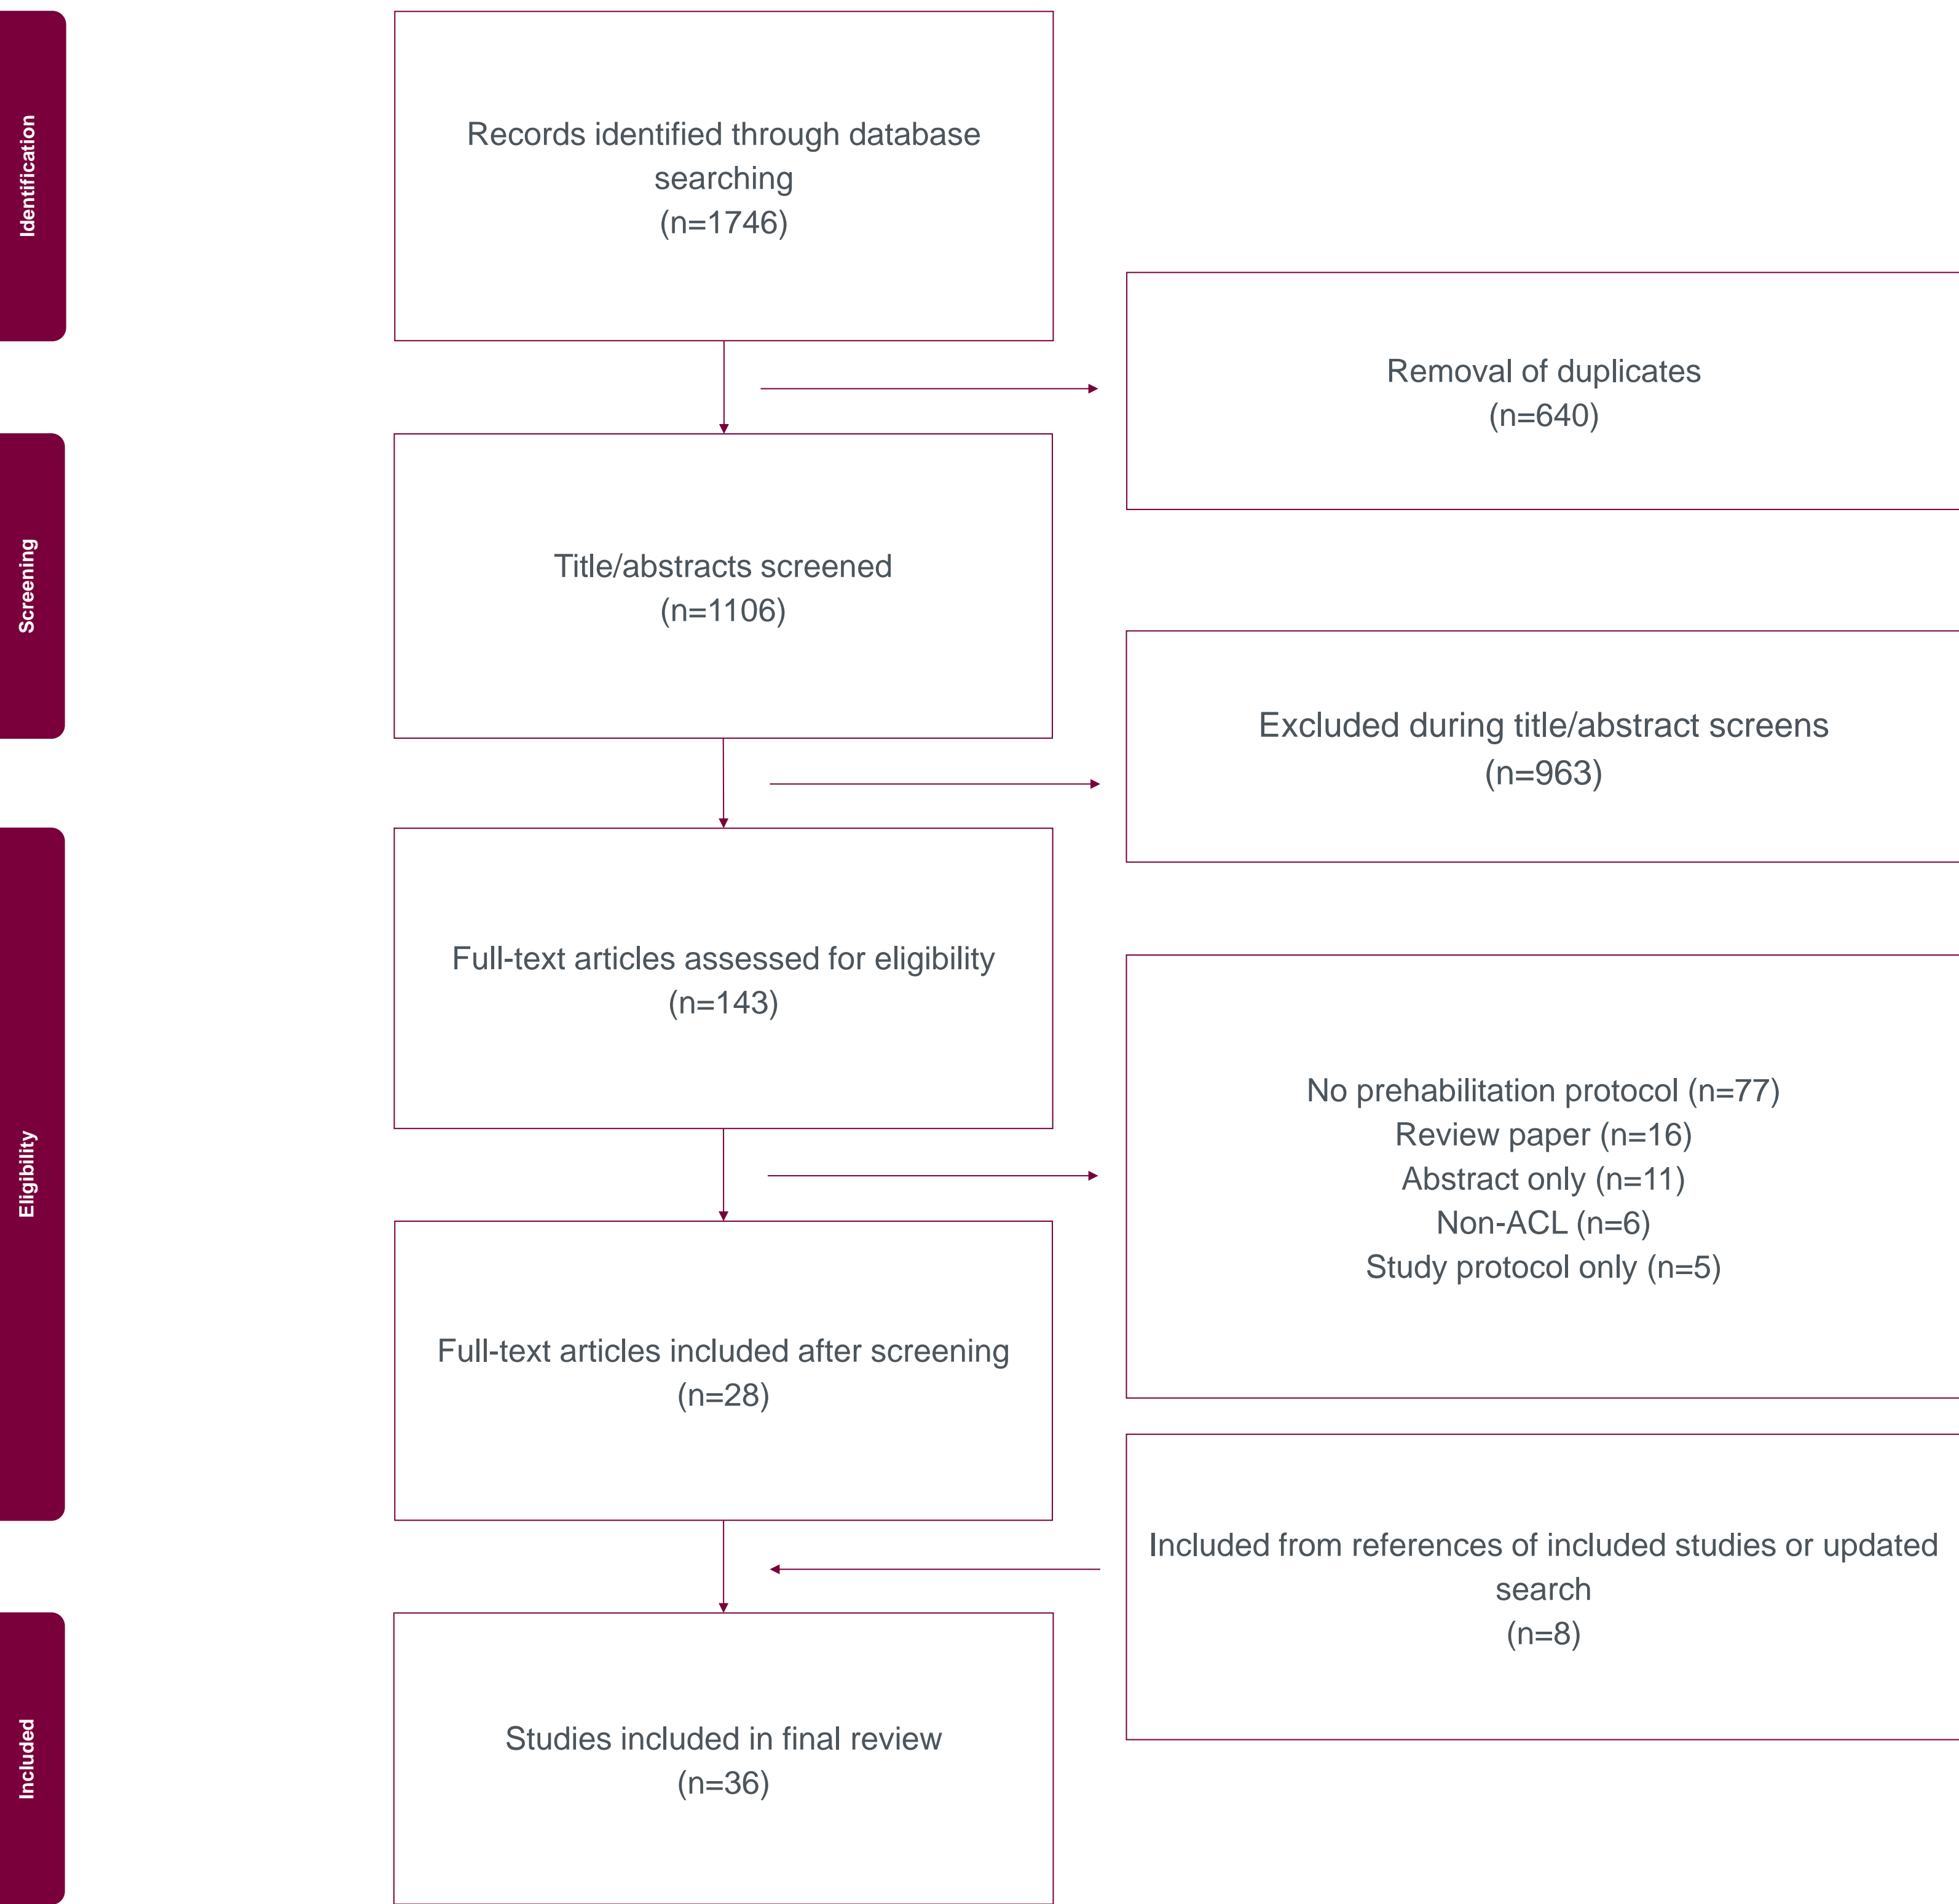 Identification
Records identified through database
searching
(n=1746)
Removal of duplicates
(n=640)
Screening
Title/abstracts screened
(n=1106)
Excluded during title/abstract screens
(n=963)
Eligibility
Full-text articles assessed for eligibility
(n=143)
No prehabilitation protocol (n=77)
Review paper (n=16)
Abstract only (n=11)
Non-ACL (n=6)
Study protocol only (n=5)
Full-text articles included after screening
(n=28)
Included from references of included studies or updated
search
(n=8)
Included
Studies included in final review
(n=36)